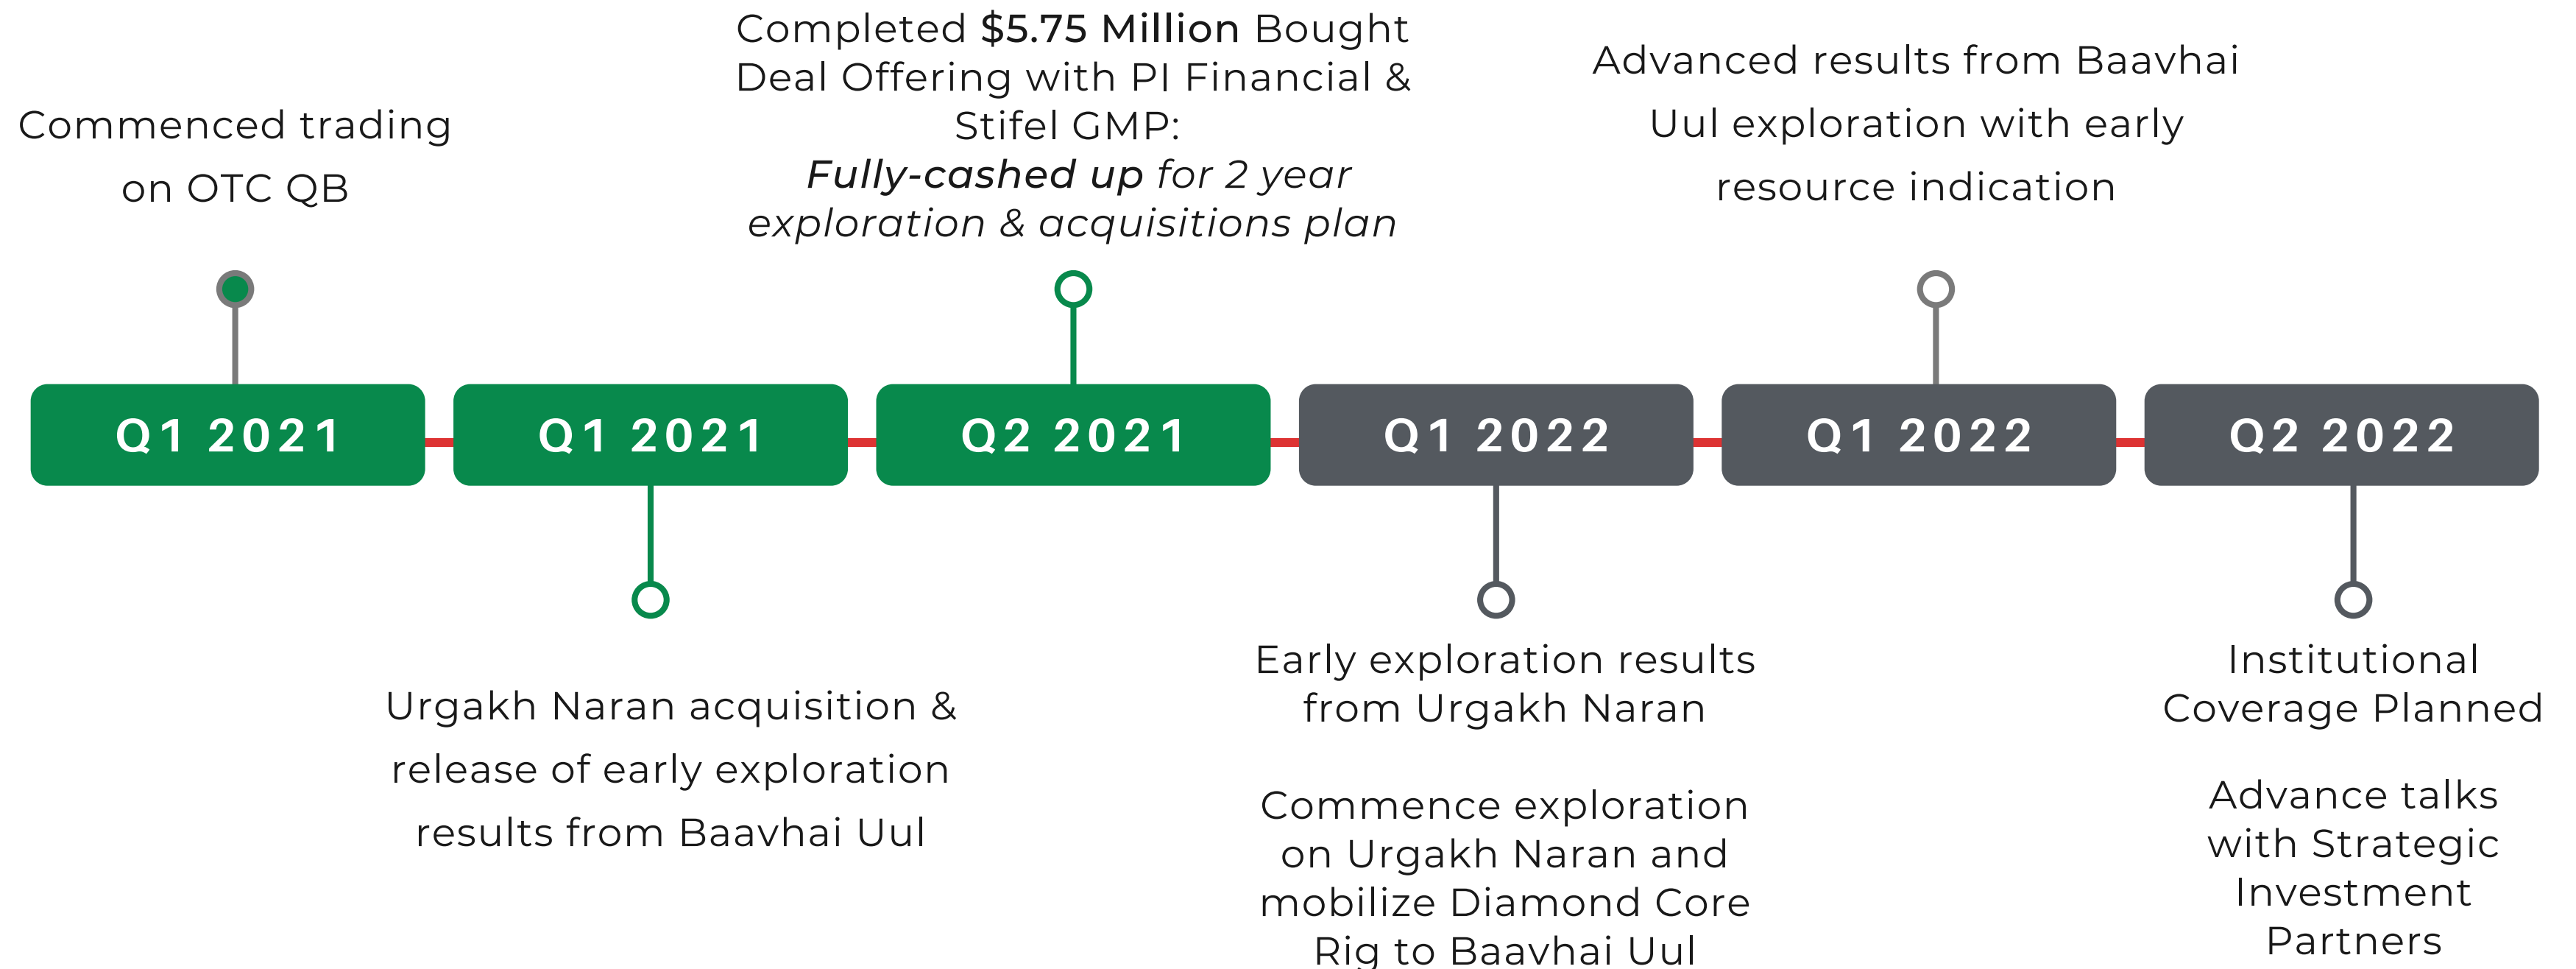 Commenced trading
on OTC QB
Completed $5.75 Million Bought
Deal Offering with PI Financial &
Stifel GMP:
Fully-cashed up for 2 year
exploration & acquisitions plan
Advanced results from Baavhai
Uul exploration with early
resource indication
Q1 2021
Q1 2021
Q2 2021
Q1 2022
Q1 2022
Q2 2022
Urgakh Naran acquisition &
release of early exploration
results from Baavhai Uul
Early exploration results
from Urgakh Naran
Commence exploration
on Urgakh Naran and
mobilize Diamond Core
Rig to Baavhai Uul
Institutional
Coverage Planned
Advance talks
with Strategic
Investment
Partners